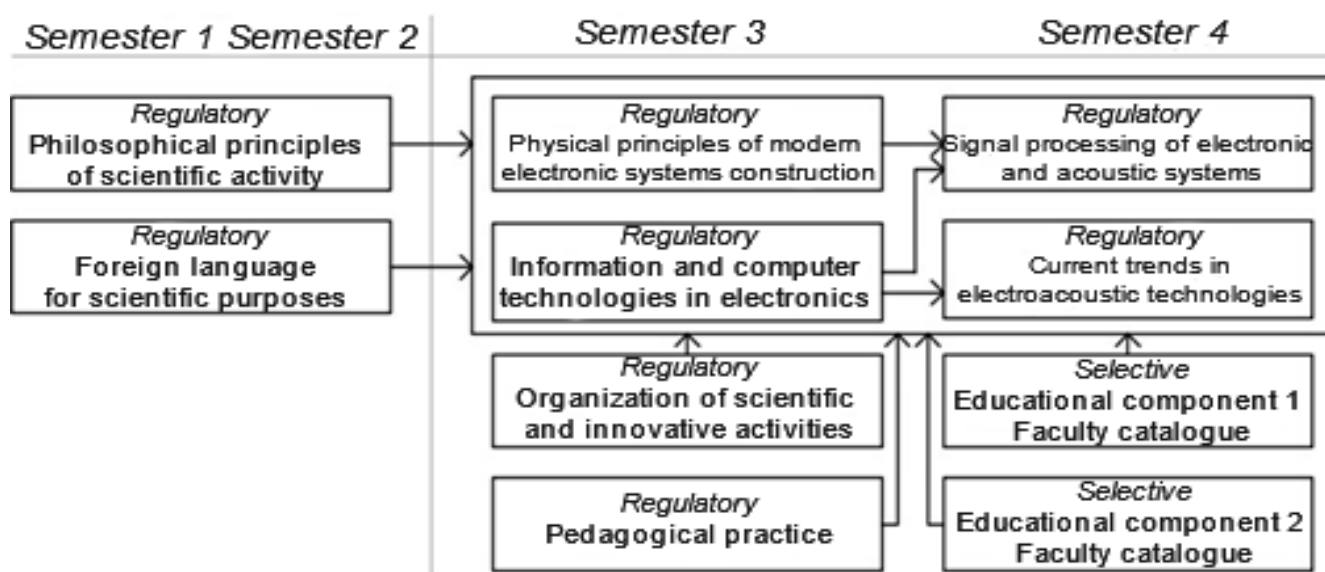 Semester 1 Semester 2
Semester 3
Semester 4
Regulatory
Philosophical principles
of scientific activity
Regulatory
Foreign language
for scientific purposes
Regulatory
Physical principles of modern
electronic systems construction
Regulatory
Signal processing of electronic
and acoustic systems
Regulatory
Information and computer
technologies in electronics
Regulatory
Current trends in
electroacoustic technologies
Regulatory
Organization of scientific
and innovative activities
Selective
Educational component 1
Faculty catalogue
Regulatory
Pedagogical practice
Selective
Educational component 2
Faculty catalogue